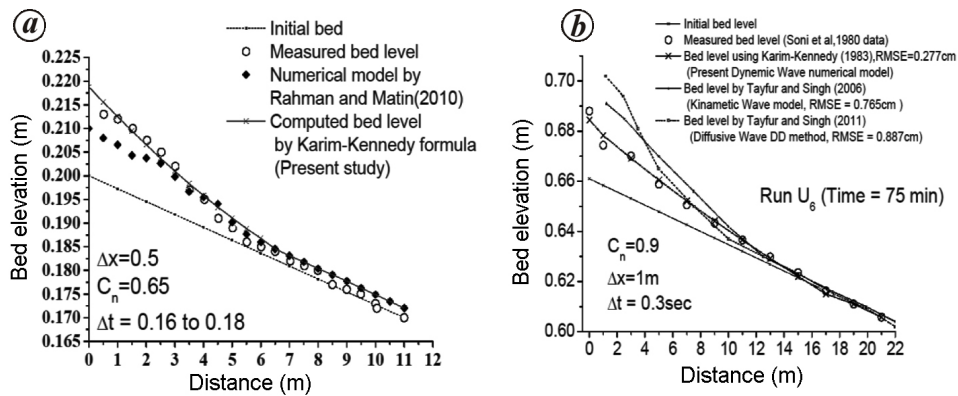 a
Initial bed
Measured bed level
Numerical model by
Rahman and Matin(2010)
Computed bed level
by Karim-Kennedy formula
(Present study)
Bed elevation (m)
0.225
0.220
0.215
0.210
0.205
0.200
0.195
0.190
0.185
0.180
0.175
0.170
0.165
Δx=0.5
Cn=0.65
Δt = 0.16 to 0.18
0 1 2 3 4 5 6 7 8 9 10 11 12
Distance (m)
b
Initial bed level
Measured bed level (Soni et al,1980 data)
Bed level using Karim-Kennedy (1983),RMSE=0.277cm
(Present Dynemic Wave numerical model)
Bed level by Tayfur and Singh (2006)
(Kinametic Wave model, RMSE = 0.765cm )
Bed level by Tayfur and Singh (2011)
(Diffusive Wave DD method, RMSE = 0.887cm)
Bed elevation (m)
0.70
0.68
0.66
0.64
0.62
0.60
Run U6 (Time = 75 min)
Cn=0.9
Δx=1m
Δt = 0.3sec
0 2 4 6 8 10 12 14 16 18 20 22
Distance (m)